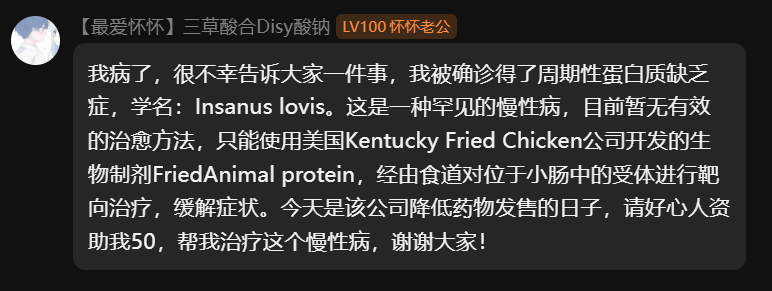 【最爱怀怀】三草酸合Disy酸钠 LV100 怀怀老公
我病了，很不幸告诉大家一件事，我被确诊得了周期性蛋白质缺乏
症，学名：Insanus lovis。这是一种罕见的慢性病，目前暂无有效
的治愈方法，只能使用美国Kentucky Fried Chicken公司开发的生
物制剂FriedAnimal protein，经由食道对位于小肠中的受体进行靶
向治疗，缓解症状。今天是该公司降低药物发售的日子，请好心人资
助我50，帮我治疗这个慢性病，谢谢大家！